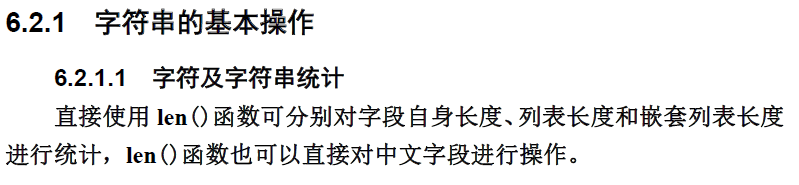 6.2.1 字符串的基本操作
6.2.1.1 字符及字符串统计
直接使用 len()函数可分别对字段自身长度、列表长度和嵌套列表长度
进行统计，len()函数也可以直接对中文字段进行操作。